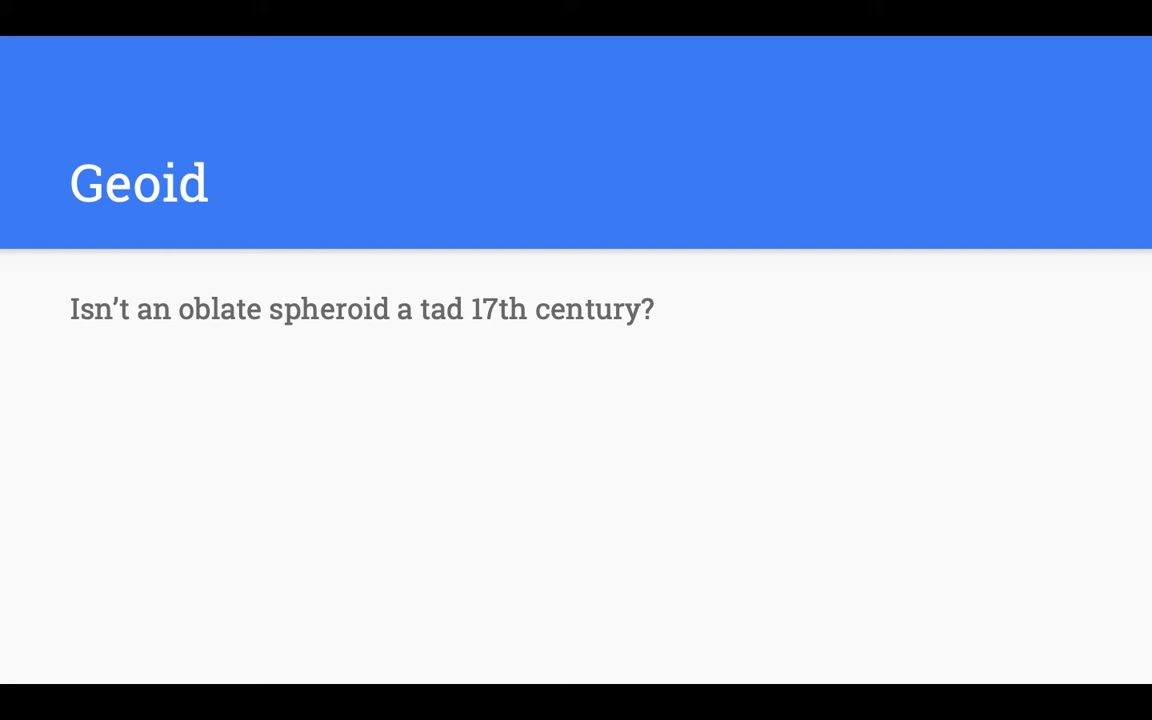 Geoid
Isn’t an oblate spheroid a tad 17th century?